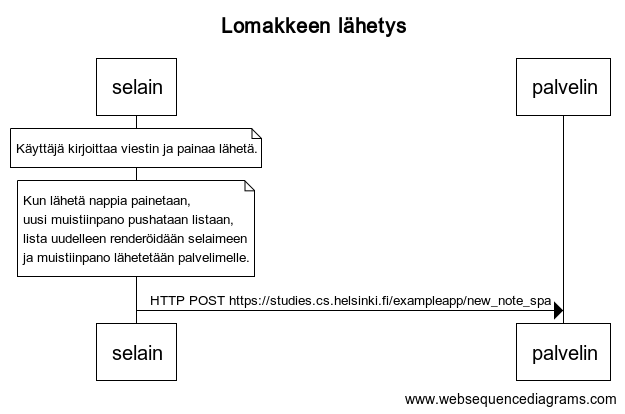 Lomakkeen lähetys
selain
palvelin
Käyttäjä kirjoittaa viestin ja painaa lähetä.
Kun lähetä nappia painetaan,
uusi muistiinpano pushataan listaan,
lista uudelleen renderöidään selaimeen
ja muistiinpano lähetetään palvelimelle.
HTTP POST https://studies.cs.helsinki.fi/exampleapp/new_note_spa
selain
palvelin
www.websequencediagrams.com